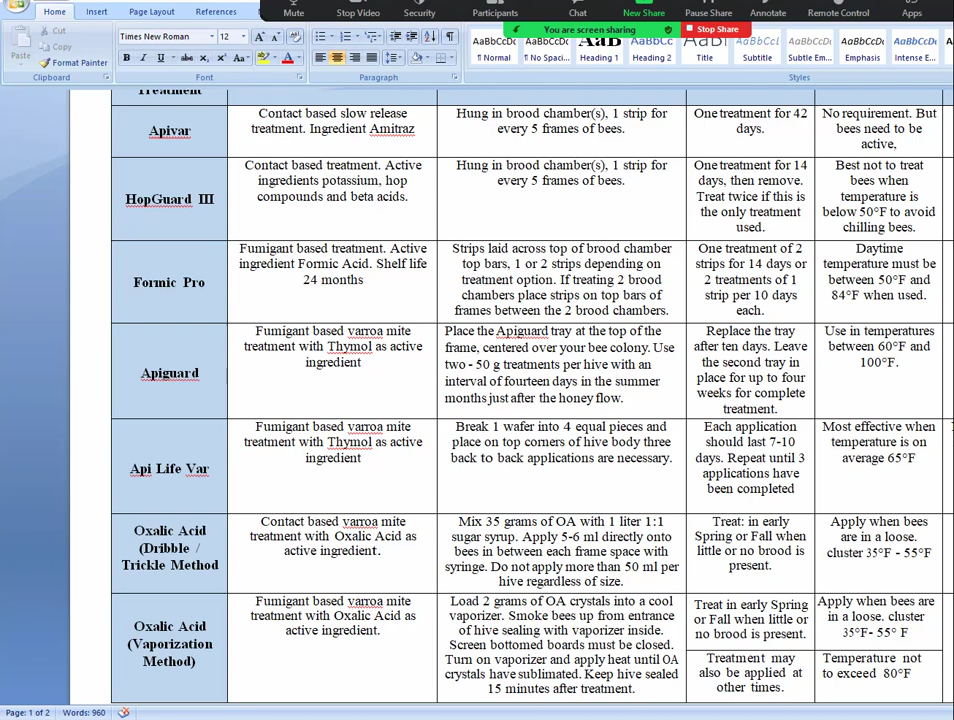 Home
Insert
Page Layout
References
Mute
Stop Video
Security
Participants
Chat
New Share
Pause Share
Annotate
Remote Control
Apps
You are screen sharing
Stop Share
Cut
Copy
Format Painter
Paste
Clipboard
Times New Roman
12
Font
Paragraph
AaBbCcDc
¶ Normal
AaBbCcDc
¶ No Spaci...
AaBb
Heading 1
AaBbCc
Heading 2
AaBbl
Title
AaBbCcl
Subtitle
AaBbCcDc
Subtle Em...
AaBbCcDc
Emphasis
AaBbCcDc
Intense E...
Styles
Treatment
Apivar
Contact based slow release
treatment. Ingredient Amitraz
Hung in brood chamber(s), 1 strip for
every 5 frames of bees.
One treatment for 42
days.
No requirement. But
bees need to be
active,
HopGuard III
Contact based treatment. Active
ingredients potassium, hop
compounds and beta acids.
Hung in brood chamber(s), 1 strip for
every 5 frames of bees.
One treatment for 14
days, then remove.
Treat twice if this is
the only treatment
used.
Best not to treat
bees when
temperature is
below 50°F to avoid
chilling bees.
Formic Pro
Fumigant based treatment. Active
ingredient Formic Acid. Shelf life
24 months
Strips laid across top of brood chamber
top bars, 1 or 2 strips depending on
treatment option. If treating 2 brood
chambers place strips on top bars of
frames between the 2 brood chambers.
One treatment of 2
strips for 14 days or
2 treatments of 1
strip per 10 days
each.
Daytime
temperature must be
between 50°F and
84°F when used.
Apiguard
Fumigant based varroa mite
treatment with Thymol as active
ingredient
Place the Apiguard tray at the top of the
frame, centered over your bee colony. Use
two - 50 g treatments per hive with an
interval of fourteen days in the summer
months just after the honey flow.
Replace the tray
after ten days. Leave
the second tray in
place for up to four
weeks for complete
treatment.
Use in temperatures
between 60°F and
100°F.
Api Life Var
Fumigant based varroa mite
treatment with Thymol as active
ingredient
Break 1 wafer into 4 equal pieces and
place on top corners of hive body three
back to back applications are necessary.
Each application
should last 7-10
days. Repeat until 3
applications have
been completed
Most effective when
temperature is on
average 65°F
Oxalic Acid
(Dribble /
Trickle Method
Contact based varroa mite
treatment with Oxalic Acid as
active ingredient.
Mix 35 grams of OA with 1 liter 1:1
sugar syrup. Apply 5-6 ml directly onto
bees in between each frame space with
syringe. Do not apply more than 50 ml per
hive regardless of size.
Treat: in early
Spring or Fall when
little or no brood is
present.
Apply when bees
are in a loose.
cluster 35°F - 55°F
Oxalic Acid
(Vaporization
Method)
Fumigant based varroa mite
treatment with Oxalic Acid as
active ingredient.
Load 2 grams of OA crystals into a cool
vaporizer. Smoke bees up from entrance
of hive sealing with vaporizer inside.
Screen bottomed boards must be closed.
Turn on vaporizer and apply heat until OA
crystals have sublimated. Keep hive sealed
15 minutes after treatment.
Treat in early Spring
or Fall when little or
no brood is present.
Apply when bees are
in a loose. cluster
35°F- 55° F
Treatment may
also be applied at
other times.
Temperature not
to exceed 80°F
Page: 1 of 2
Words: 960